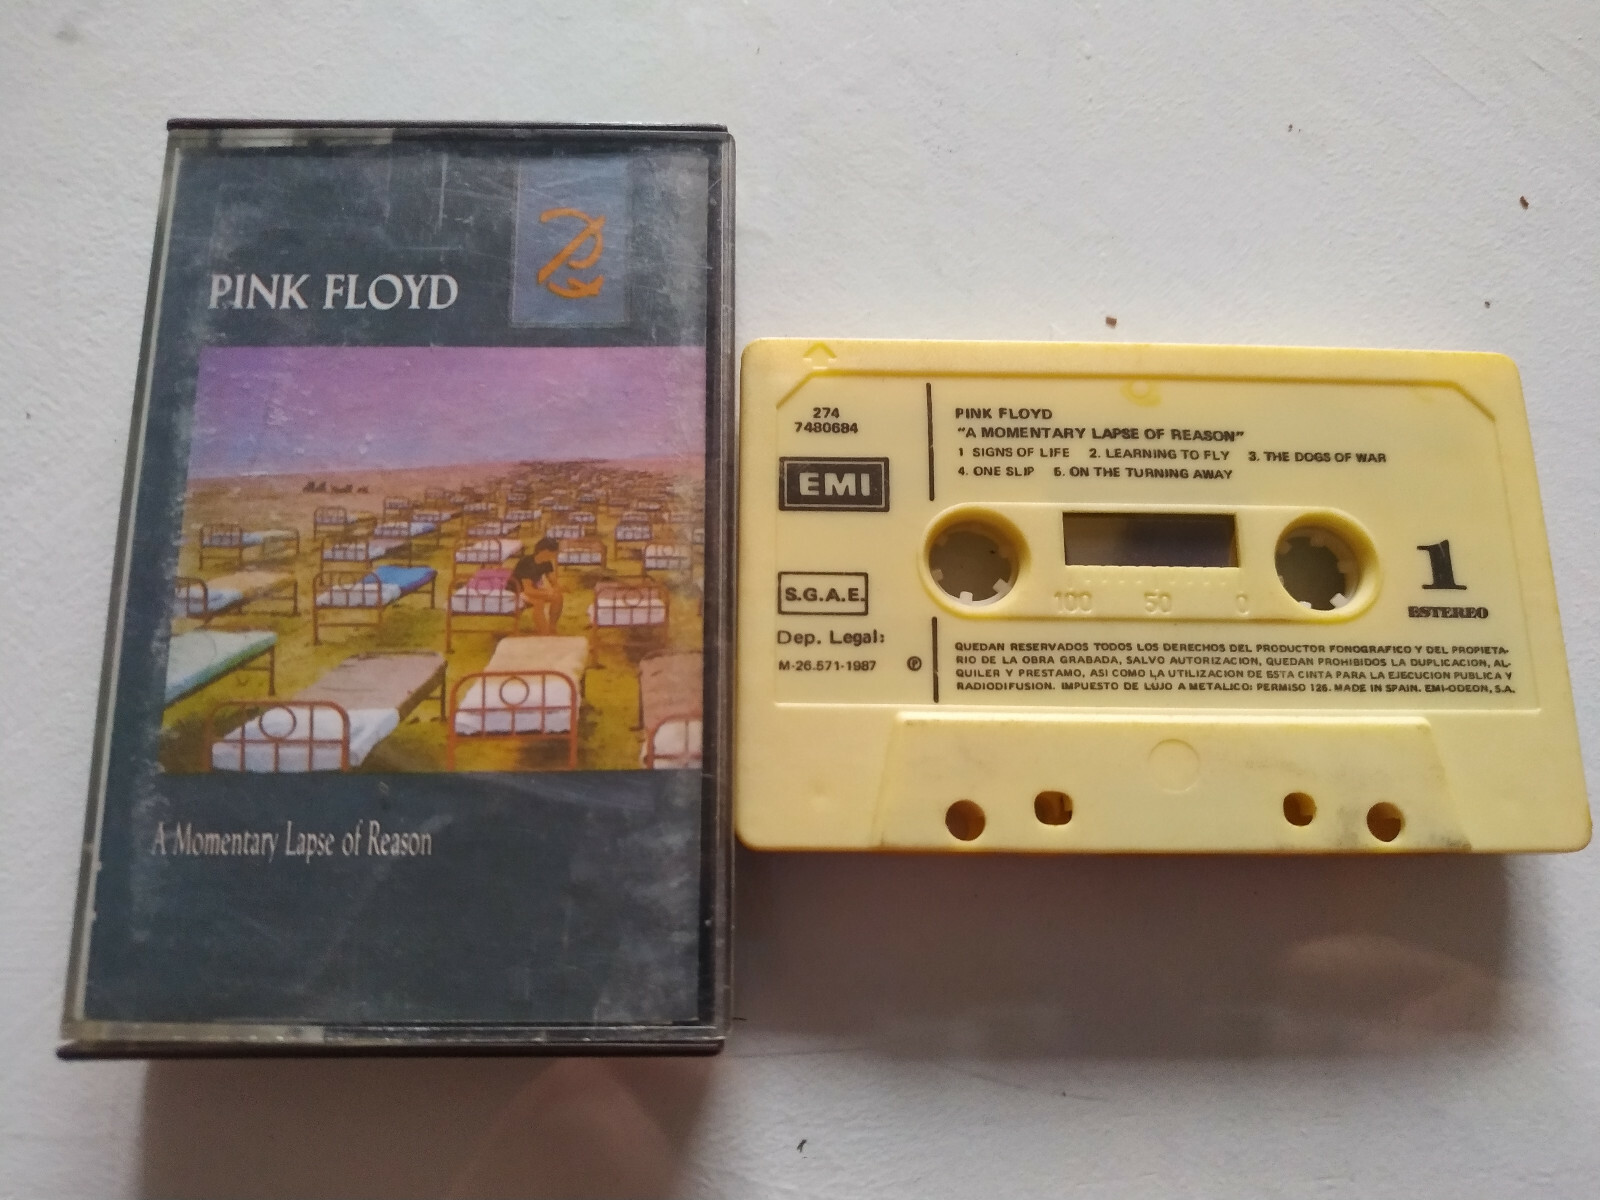 PINK FLOYD
A Momentary Lapse of Reason
274
7480684
EMI
S.G.A.E.
Dep. Legal:
M-26.571-1987 ℗
PINK FLOYD
"A MOMENTARY LAPSE OF REASON"
1 SIGNS OF LIFE 2. LEARNING TO FLY 3. THE DOGS OF WAR
4. ONE SLIP 5. ON THE TURNING AWAY
100 50 0
1
ESTEREO
QUEDAN RESERVADOS TODOS LOS DERECHOS DEL PRODUCTOR FONOGRAFICO Y DEL PROPIETA-
RIO DE LA OBRA GRABADA, SALVO AUTORIZACION, QUEDAN PROHIBIDOS LA DUPLICACION, AL-
QUILER Y PRESTAMO, ASI COMO LA UTILIZACION DE ESTA CINTA PARA LA EJECUCION PUBLICA Y
RADIODIFUSION. IMPUESTO DE LUJO A METALICO: PERMISO 126. MADE IN SPAIN. EMI-ODEON, S.A.